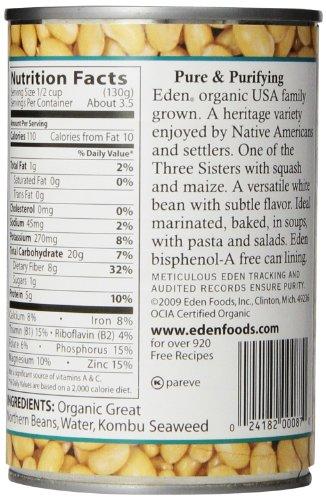 Nutrition Facts
Serving Size 1/2 cup (130g)
Servings Per Container About 3.5
Amount Per Serving
Calories 110 Calories from Fat 10
% Daily Value*
Total Fat 1g 2%
Saturated Fat 0g 0%
Trans Fat 0g
Cholesterol 0mg 0%
Sodium 45mg 2%
Potassium 270mg 8%
Total Carbohydrate 20g 7%
Dietary Fiber 8g 32%
Sugars 1g
Protein 5g 10%
Calcium 8% · Iron 8%
Thiamin (B1) 15% · Riboflavin (B2) 4%
Folate 6% · Phosphorus 15%
Magnesium 10% · Zinc 15%
Not a significant source of vitamins A & C.
*% Daily Values are based on a 2,000 calorie diet.
INGREDIENTS: Organic Great
Northern Beans, Water, Kombu Seaweed
Pure & Purifying
Eden® organic USA family
grown. A heritage variety
enjoyed by Native Americans
and settlers. One of the
Three Sisters with squash
and maize. A versatile white
bean with subtle flavor. Ideal
marinated, baked, in soups,
with pasta and salads. Eden
bisphenol-A free can lining.
METICULOUS EDEN TRACKING AND
AUDITED RECORDS ENSURE THIS.
©2009 Eden Foods, Inc, Clinton, Mich. 49236
OCIA Certified Organic
www.edenfoods.com
for over 920
Free Recipes
K pareve
0 24182 00087